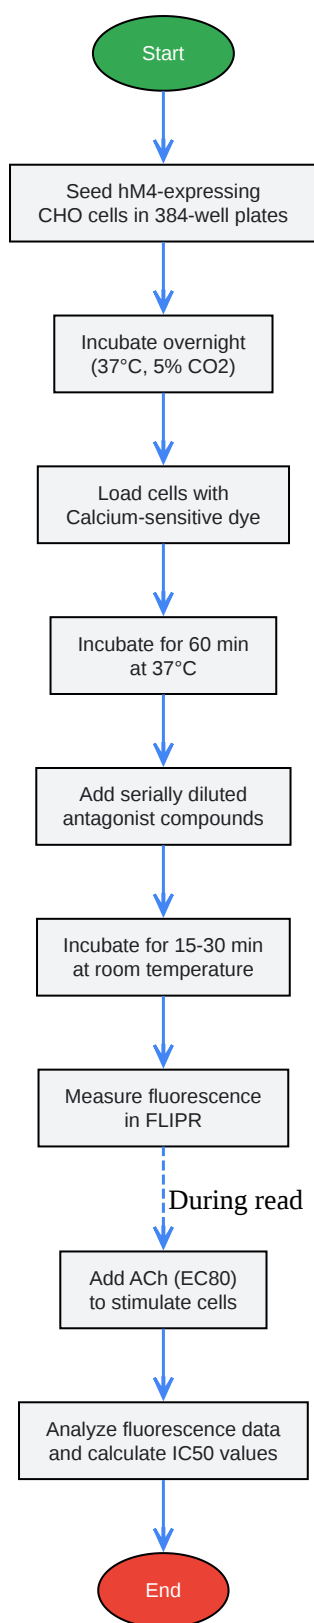 Start
Seed hM4-expressing
CHO cells in 384-well plates
Incubate overnight
(37°C, 5% CO2)
Load cells with
Calcium-sensitive dye
Incubate for 60 min
at 37°C
Add serially diluted
antagonist compounds
Incubate for 15-30 min
at room temperature
Measure fluorescence
in FLIPR
During read
Add ACh (EC80)
to stimulate cells
Analyze fluorescence data
and calculate IC50 values
End